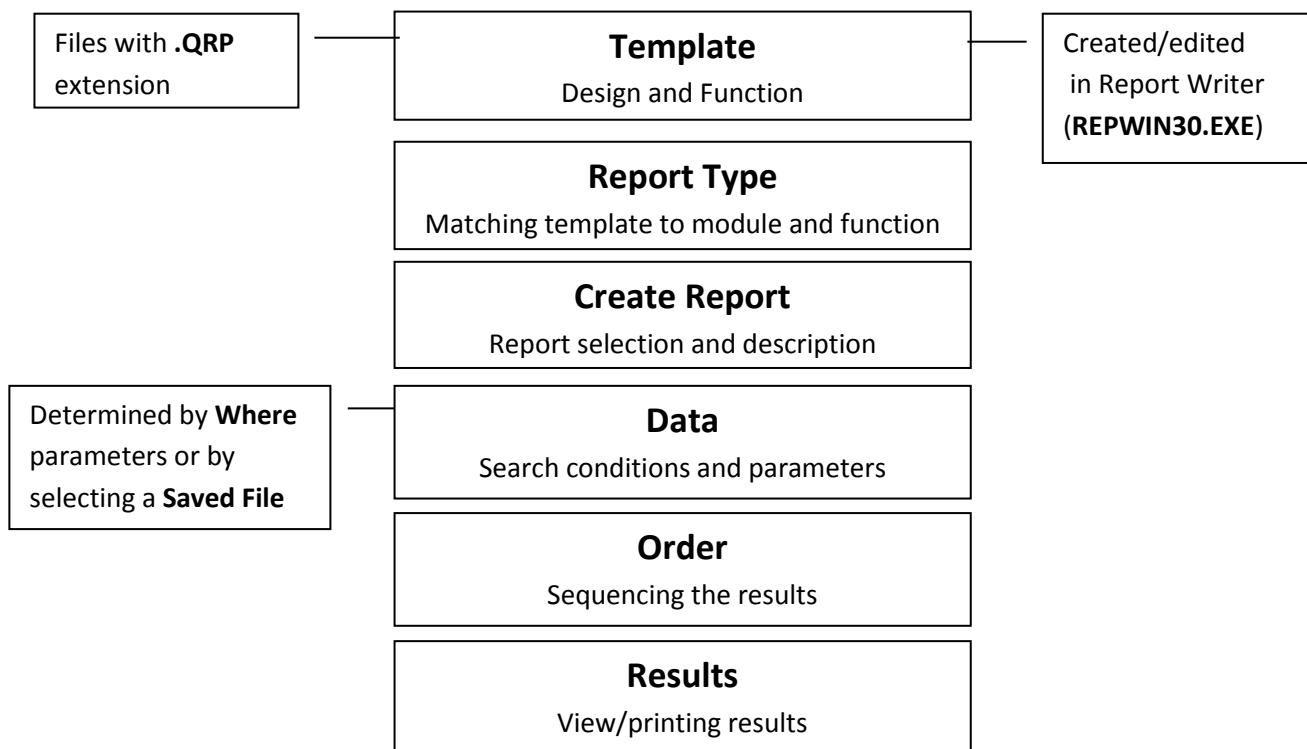 Files with .QRP
extension
Template
Design and Function
Created/edited
in Report Writer
(REPWIN30.EXE)
Report Type
Matching template to module and function
Create Report
Report selection and description
Determined by Where
parameters or by
selecting a Saved File
Data
Search conditions and parameters
Order
Sequencing the results
Results
View/printing results